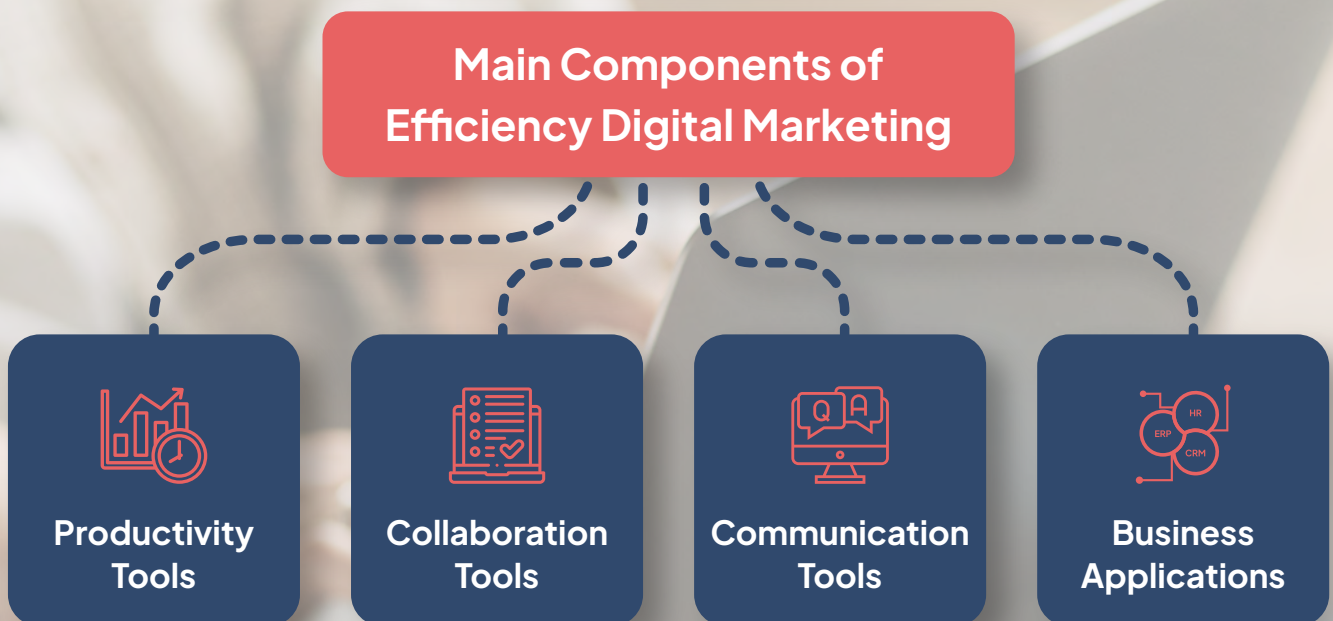 Main Components of
Efficiency Digital Marketing
Q A
HR
ERP
CRM
Productivity
Tools
Collaboration
Tools
Communication
Tools
Business
Applications